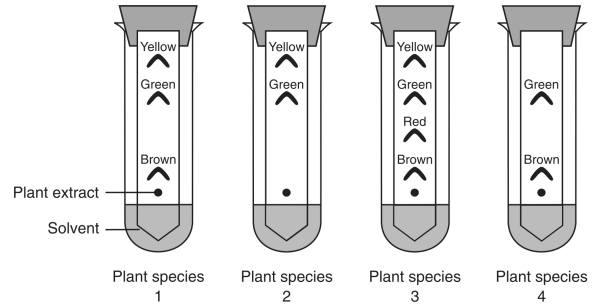 Yellow Yellow Yellow
Green Green Green Green
Red
Brown Brown Brown
Plant extract
Solvent
Plant species Plant species Plant species Plant species
1 2 3 4